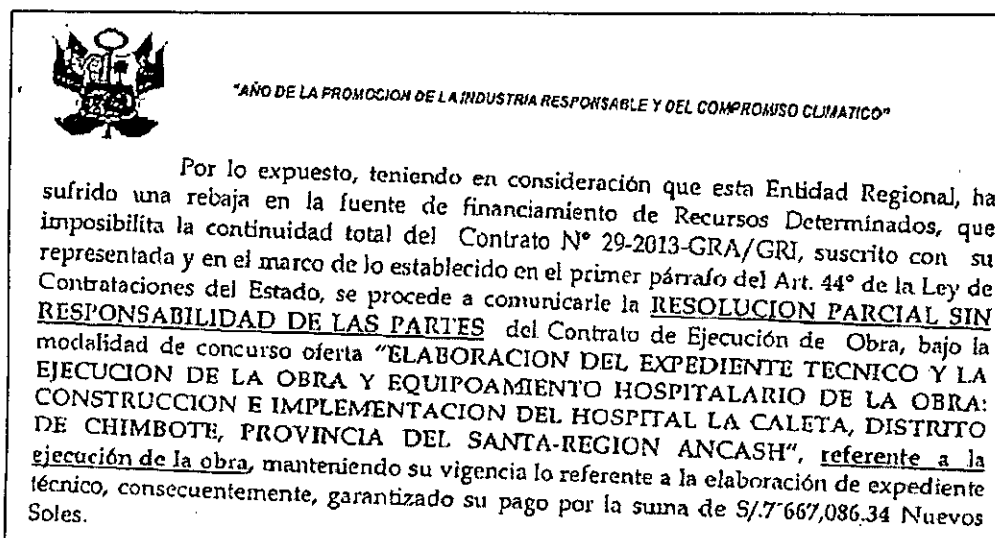 "AÑO DE LA PROMOCION DE LA INDUSTRIA RESPONSABLE Y DEL COMPROMISO CLIMATICO"
Por lo expuesto, teniendo en consideración que esta Entidad Regional, ha
sufrido una rebaja en la fuente de financiamiento de Recursos Determinados, que
imposibilita la continuidad total del Contrato Nº 29-2013-GRA/GRI, suscrito con su
representada y en el marco de lo establecido en el primer párrafo del Art. 44° de la Ley de
Contrataciones del Estado, se procede a comunicarle la RESOLUCION PARCIAL SIN
RESPONSABILIDAD DE LAS PARTES del Contrato de Ejecución de Obra, bajo la
modalidad de concurso oferta "ELABORACION DEL EXPEDIENTE TECNICO Y LA
EJECUCION DE LA OBRA Y EQUIPOAMIENTO HOSPITALARIO DE LA OBRA:
CONSTRUCCION E IMPLEMENTACION DEL HOSPITAL LA CALETA, DISTRITO
DE CHIMBOTE, PROVINCIA DEL SANTA-REGION ANCASH", referente a la
ejecución de la obra, manteniendo su vigencia lo referente a la elaboración de expediente
técnico, consecuentemente, garantizado su pago por la suma de S/.7'667,086.34 Nuevos
Soles.